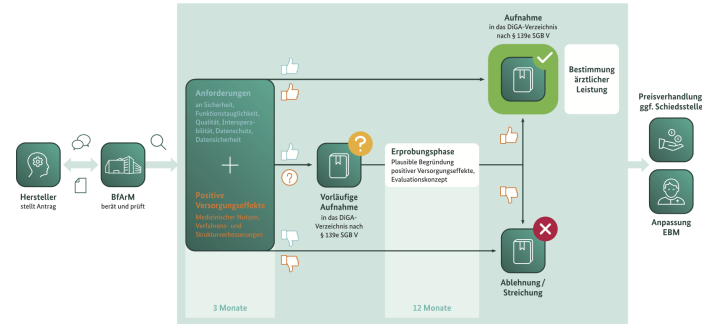 Hersteller
stellt Antrag
BfArM
berät und prüft
Anforderungen
an Sicherheit,
Funktionstauglichkeit,
Qualität, Interopera-
bilität, Datenschutz,
Datensicherheit
Positive
Versorgungseffekte
Medizinischer Nutzen,
Verfahrens- und
Strukturverbesserungen
3 Monate
?
?
Vorläufige
Aufnahme
in das DiGA-
Verzeichnis nach
§ 139e SGB V
Erprobungsphase
Plausible Begründung
positiver Versorgungseffekte,
Evaluationskonzept
12 Monate
Aufnahme
in das DiGA-Verzeichnis
nach § 139e SGB V
Bestimmung
ärztlicher
Leistung
Ablehnung /
Streichung
Preisverhandlung
ggf. Schiedsstelle
Anpassung
EBM